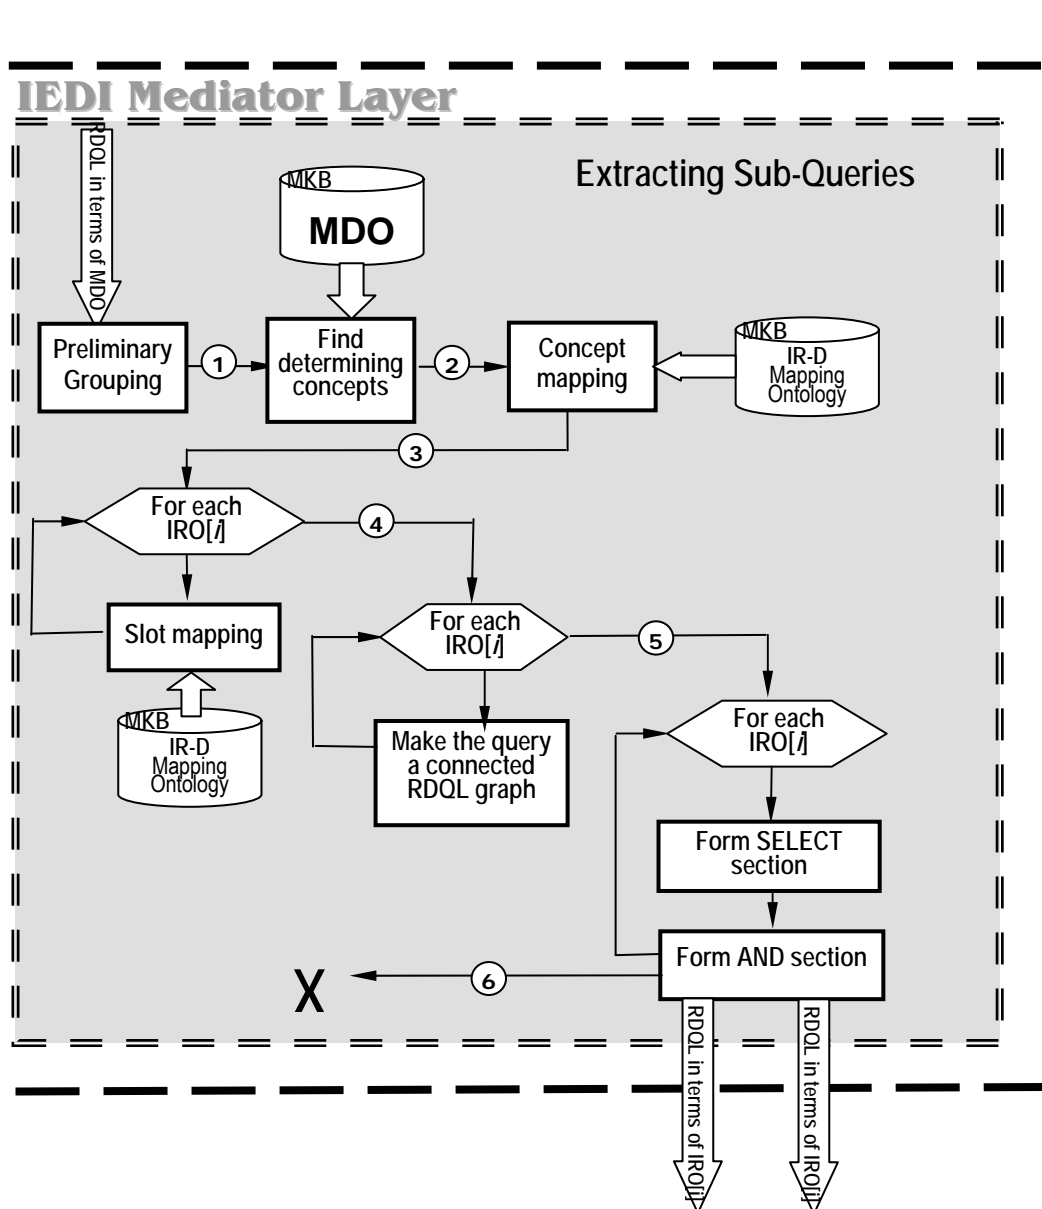 IEDI Mediator Layer
RDQL in terms of MDO
Extracting Sub-Queries
MKB
MDO
Preliminary
Grouping
1
Find
determining
concepts
2
Concept
mapping
MKB
IR-D
Mapping
Ontology
3
For each
IRO[i]
4
Slot mapping
MKB
IR-D
Mapping
Ontology
For each
IRO[i]
5
Make the query
a connected
RDQL graph
For each
IRO[i]
Form SELECT
section
Form AND section
6
X
RDQL in terms of IRO[i]
RDQL in terms of IRO[i]